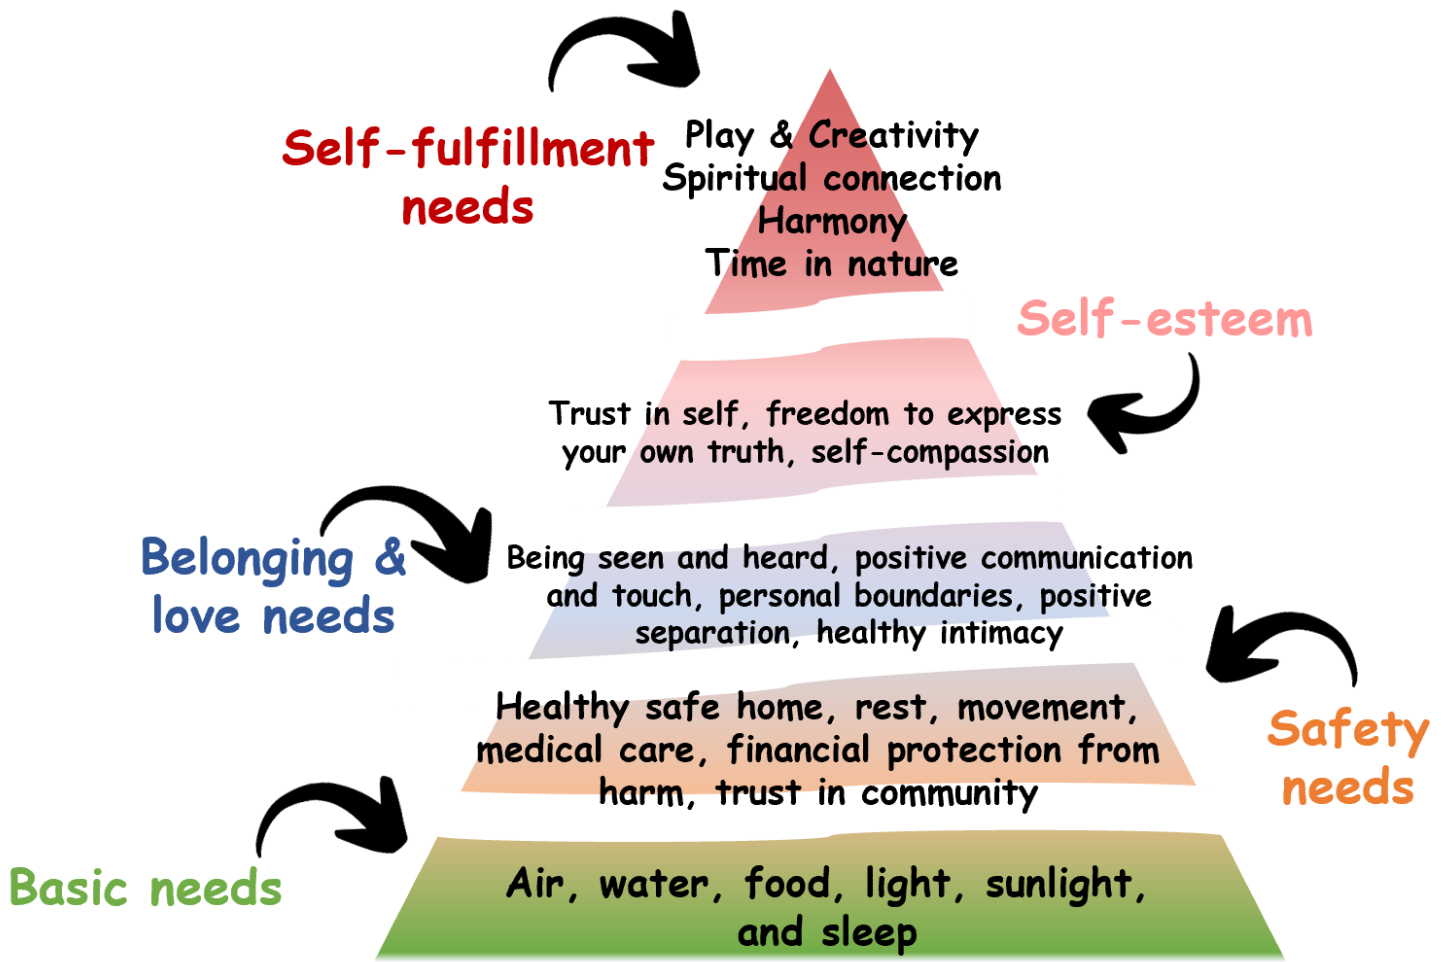 Self-fulfillment
needs
Play & Creativity
Spiritual connection
Harmony
Time in nature
Self-esteem
Trust in self, freedom to express
your own truth, self-compassion
Belonging &
love needs
Being seen and heard, positive communication
and touch, personal boundaries, positive
separation, healthy intimacy
Safety
needs
Healthy safe home, rest, movement,
medical care, financial protection from
harm, trust in community
Basic needs
Air, water, food, light, sunlight,
and sleep